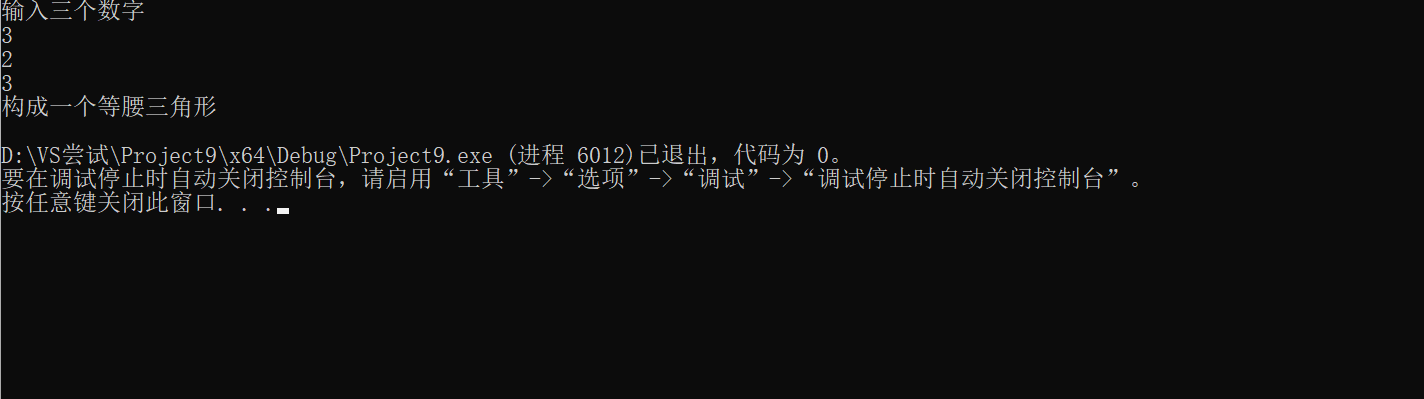 输入三个数字
3
2
3
构成一个等腰三角形
D:\VS尝试\Project9\x64\Debug\Project9.exe (进程 6012)已退出，代码为 0。
要在调试停止时自动关闭控制台，请启用“工具”->“选项”->“调试”->“调试停止时自动关闭控制台”。
按任意键关闭此窗口. . .